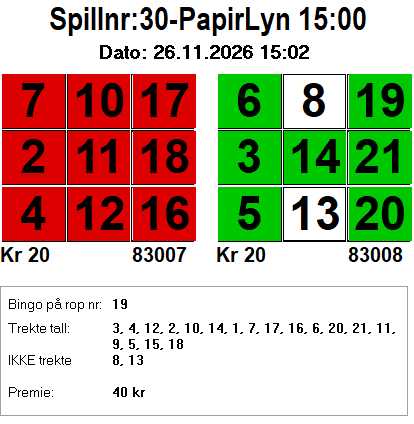 Spillnr:30-PapirLyn 15:00
Dato: 26.11.2026 15:02
7 10 17 6 8 19
2 11 18 3 14 21
4 12 16 5 13 20
Kr 20 83007 Kr 20 83008
Bingo på rop nr: 19
Trekte tall: 3, 4, 12, 2, 10, 14, 1, 7, 17, 16, 6, 20, 21, 11,
9, 5, 15, 18
IKKE trekte 8, 13
Premie: 40 kr